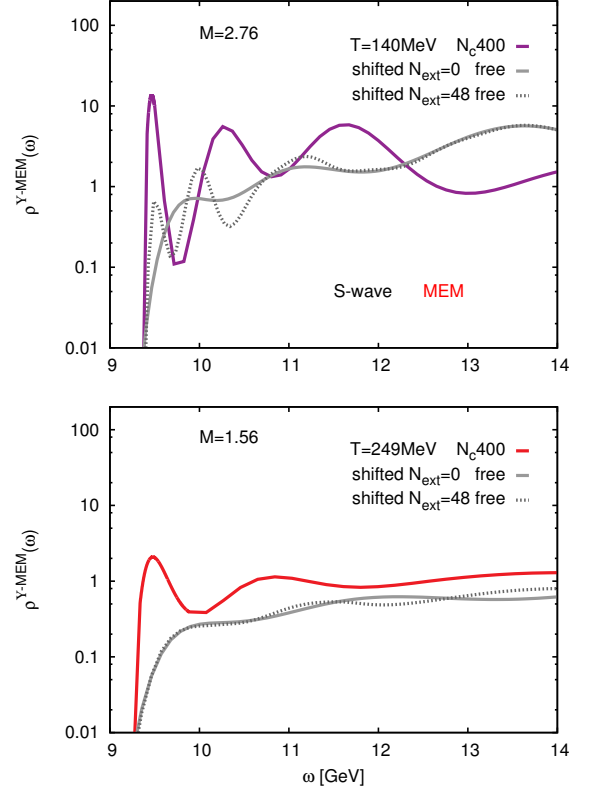 100
10
1
0.1
0.01
ρ^Υ-MEM(ω)
M=2.76
T=140MeV N_c400
shifted N_ext=0 free
shifted N_ext=48 free
S-wave MEM
9 10 11 12 13 14
100
10
1
0.1
0.01
ρ^Υ-MEM(ω)
M=1.56
T=249MeV N_c400
shifted N_ext=0 free
shifted N_ext=48 free
9 10 11 12 13 14
ω [GeV]